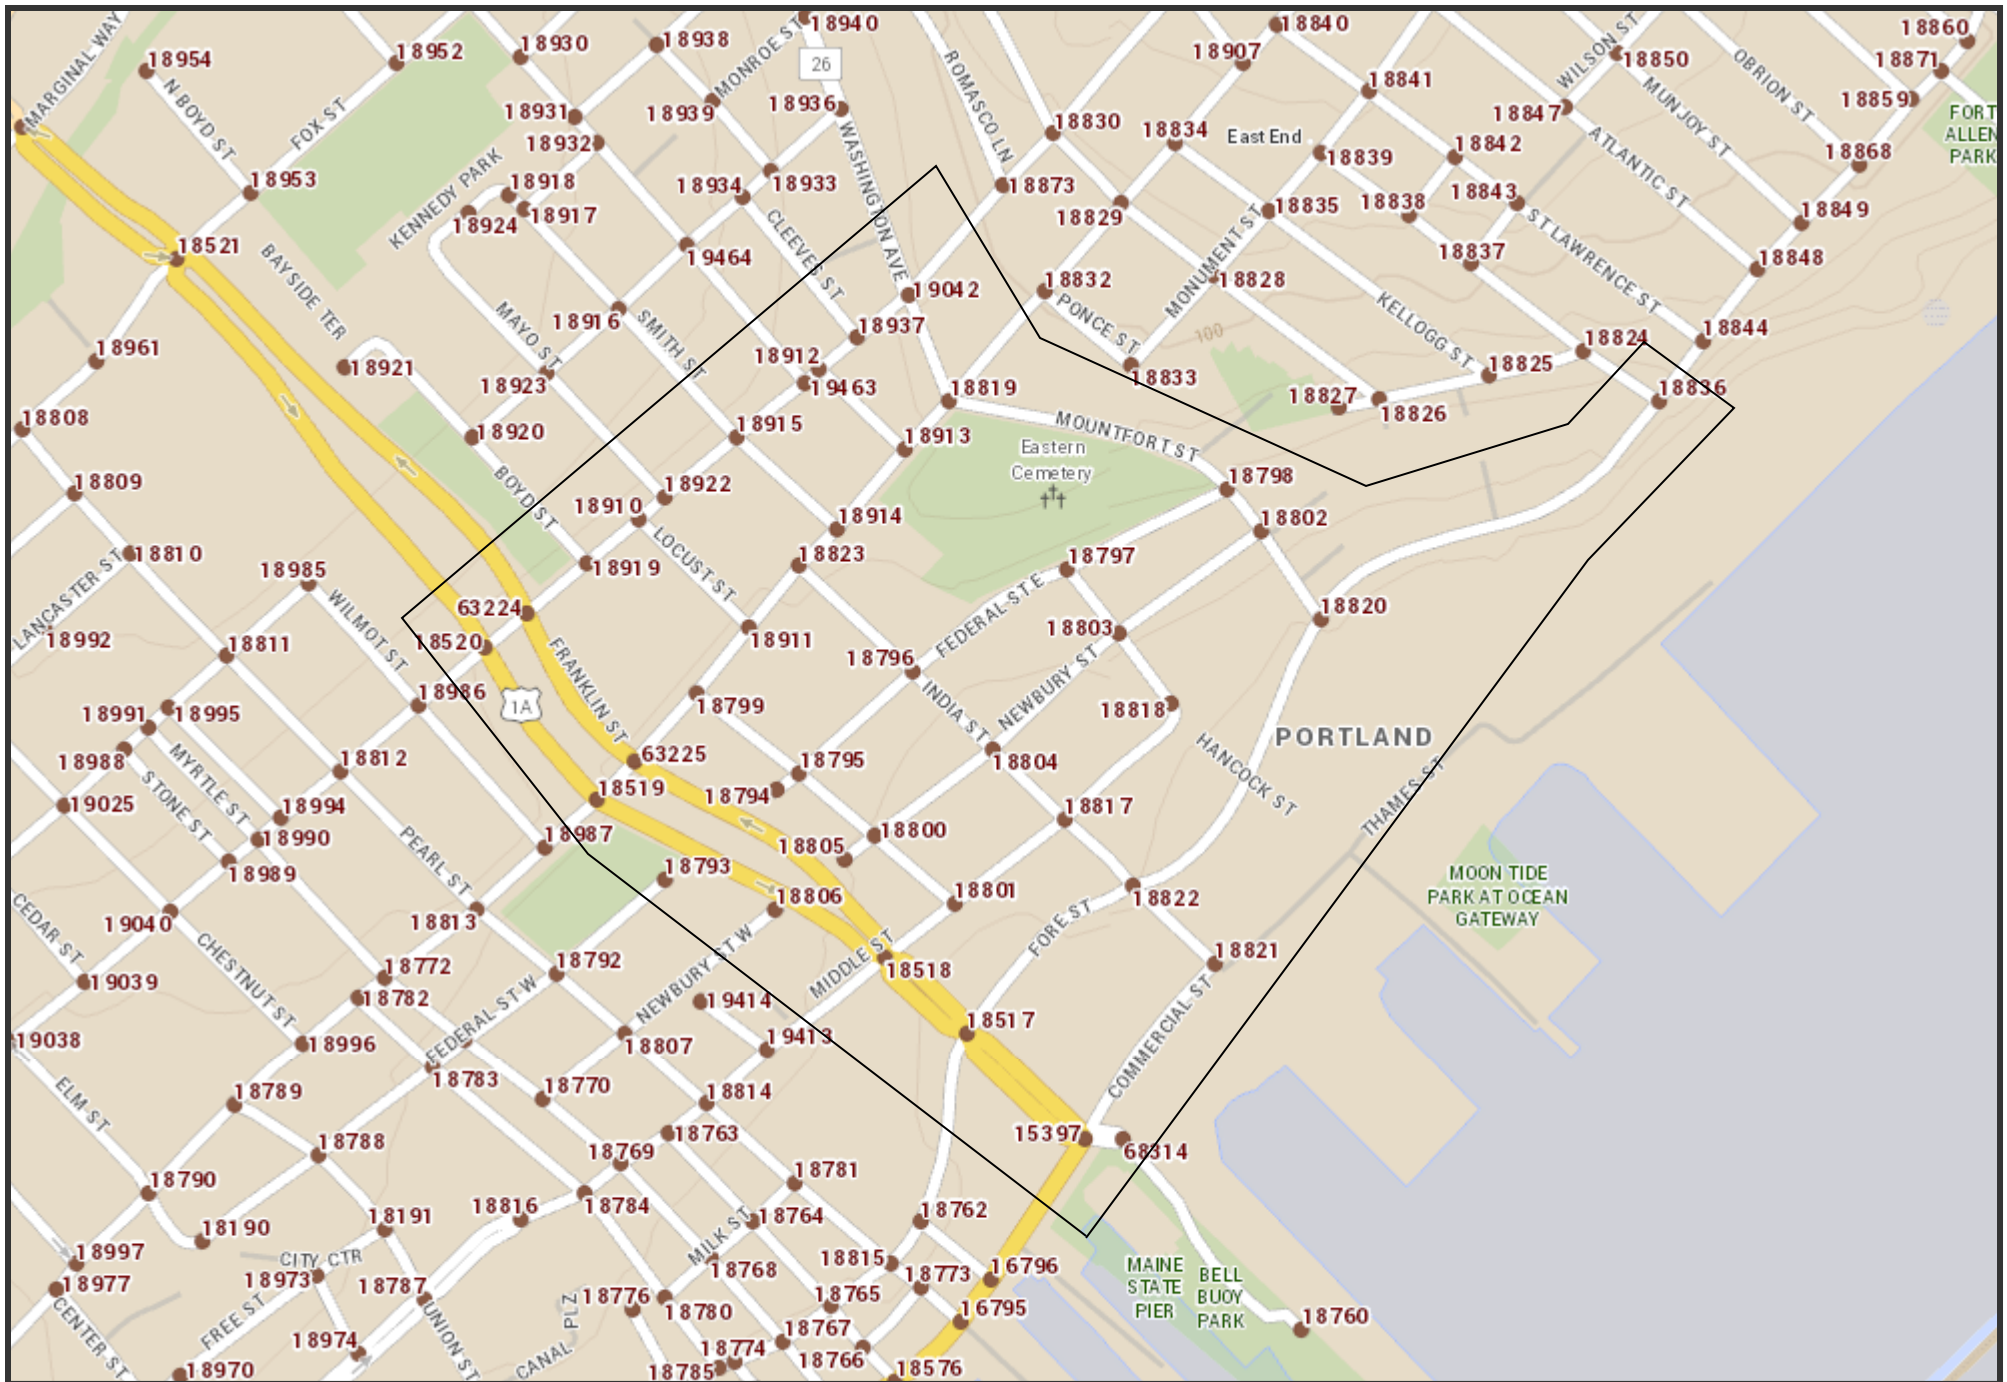 18940
18840
18860
18954
18952
18930
18938
MONROE ST
26
ROMASCO LN
18907
WILSON ST
18850
OBRION ST
18871
MARGINAL WAY
N BOYD ST
FOX ST
18931
18939
18936
18841
18847
MUNJOY ST
18859
FORT
ALLEN
PARK
18932
WASHINGTON AVE
18830
18834
East End
18839
18842
ATLANTIC ST
18868
18953
KENNEDY PARK
18918
18934
18933
18873
18843
18924
18917
CLEEVES ST
18829
MONUMENT ST
18835
18838
ST LAWRENCE ST
18849
18521
BAYSIDE TER
19464
18837
18848
MAYO ST
18916
SMITH ST
19042
18832
PONCE ST
18828
KELLOGG ST
18937
100
18824
18844
18961
18921
18923
18912
19463
18819
18833
18825
18836
18827
18826
18808
18920
18915
18913
MOUNTFORT ST
Eastern
Cemetery
18809
BOYD ST
18922
18910
18914
18798
18802
LANCASTER ST
18810
18985
LOCUST ST
18919
18823
18797
18992
18811
WILMOT ST
63224
18520
FRANKLIN ST
18911
18796
FEDERAL ST E
18803
18820
18986
1A
18799
INDIA ST
NEWBURY ST
18818
18991
18995
18988
MYRTLE ST
STONE ST
18812
63225
18795
18804
HANCOCK ST
PORTLAND
THAMES ST
19025
18994
18990
18519
18794
18800
18817
18989
PEARL ST
18987
18805
18793
18806
18801
18822
MOON TIDE
PARK AT OCEAN
GATEWAY
CEDAR ST
19040
CHESTNUT ST
18813
18772
18792
NEWBURY ST W
MIDDLE ST
18518
FORE ST
18821
19039
18782
FEDERAL ST W
19414
19413
18517
COMMERCIAL ST
19038
18996
18783
18807
ELM ST
18789
18770
18814
15397
68314
18788
18763
18769
18781
18790
18816
18784
18764
18762
18190
18191
MILK ST
18997
CITY CTR
18973
18787
18768
18815
18773
16796
MAINE
STATE
PIER
BELL
BUOY
PARK
18977
CENTER ST
FREE ST
UNION ST
CANAL PLZ
18776
18780
18765
16795
18760
18974
18774
18767
18766
18970
18785
18576